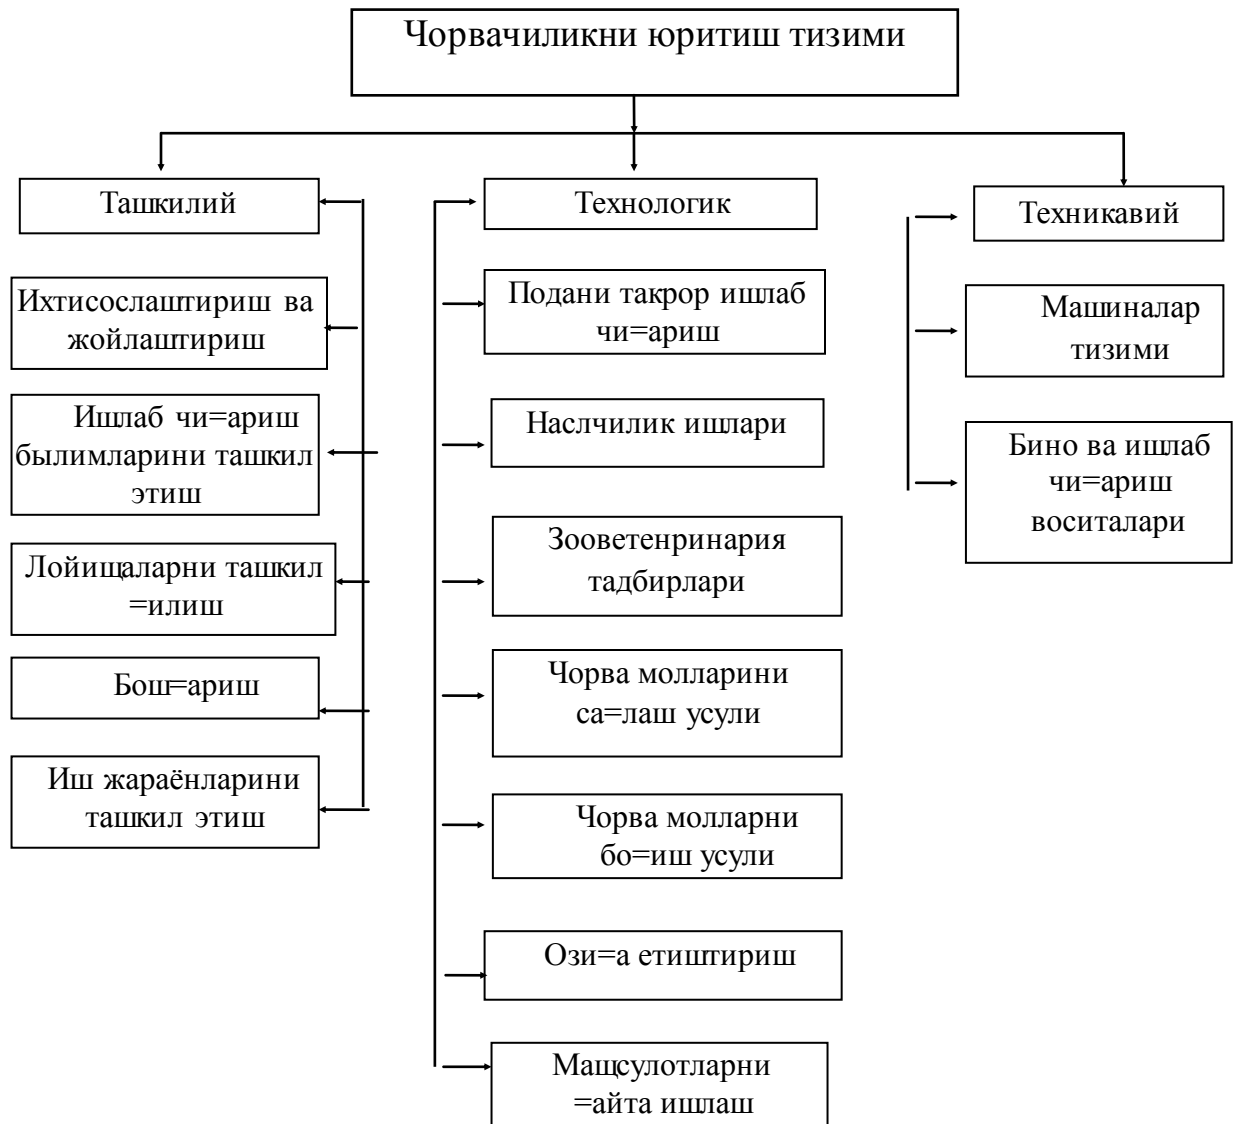 Чорвачиликни юритиш тизими
Ташкилий
Ихтисослаштириш ва
жойлаштириш
Ишлаб чи=ариш
былимларини ташкил
этиш
Лойищаларни ташкил
=илиш
Бош=ариш
Иш жараёнларини
ташкил этиш
Технологик
Подани такрор ишлаб
чи=ариш
Наслчилик ишлари
Зооветенринария
тадбирлари
Чорва молларини
са=лаш усули
Чорва молларни
бо=иш усули
Ози=а етиштириш
Мащсулотларни
=айта ишлаш
Техникавий
Машиналар
тизими
Бино ва ишлаб
чи=ариш
воситалари